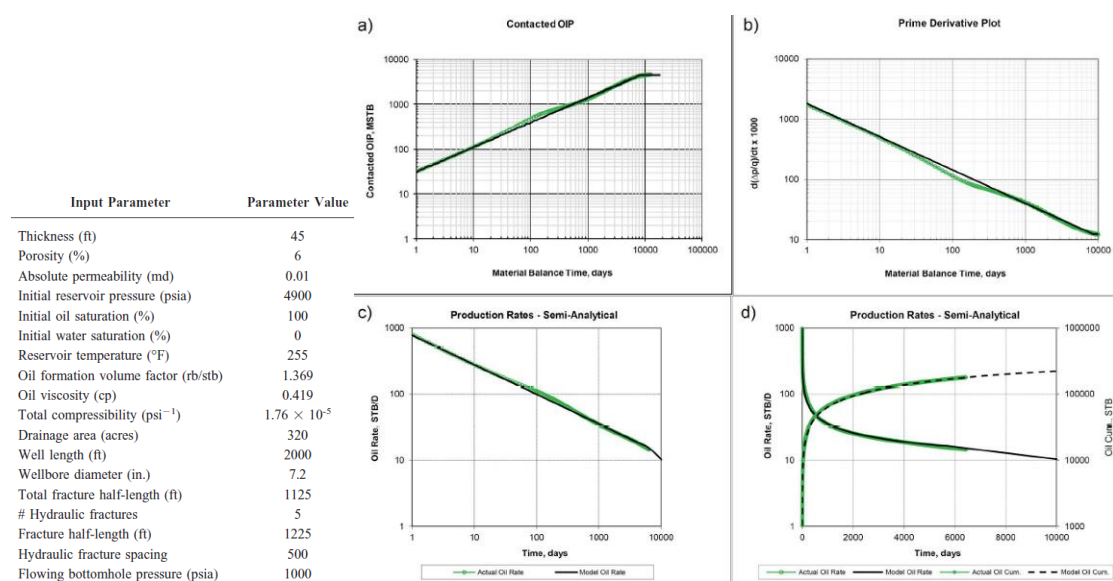 Input Parameter Parameter Value
Thickness (ft) 45
Porosity (%) 6
Absolute permeability (md) 0.01
Initial reservoir pressure (psia) 4900
Initial oil saturation (%) 100
Initial water saturation (%) 0
Reservoir temperature (°F) 255
Oil formation volume factor (rb/stb) 1.369
Oil viscosity (cp) 0.419
Total compressibility (psi⁻¹) 1.76 × 10⁻⁵
Drainage area (acres) 320
Well length (ft) 2000
Wellbore diameter (in.) 7.2
Total fracture half-length (ft) 1125
# Hydraulic fractures 5
Fracture half-length (ft) 1225
Hydraulic fracture spacing 500
Flowing bottomhole pressure (psia) 1000
a) Contacted OIP
Contacted OIP, MSTB
10000
1000
100
10
1
1 10 100 1000 10000 100000
Material Balance Time, days
b) Prime Derivative Plot
d(Δp/q)/dt x 1000
10000
1000
100
10
1 10 100 1000 10000
Material Balance Time, days
c) Production Rates - Semi-Analytical
Oil Rate, STB/D
1000
100
10
1
1 10 100 1000 10000
Time, days
Actual Oil Rate Model Oil Rate
d) Production Rates - Semi-Analytical
Oil Rate, STB/D
1000
100
10
1
1000000
100000
10000
1000
Oil Cum., STB
0 2000 4000 6000 8000 10000
Time, days
Actual Oil Rate Model Oil Rate Actual Oil Cum. Model Oil Cum.